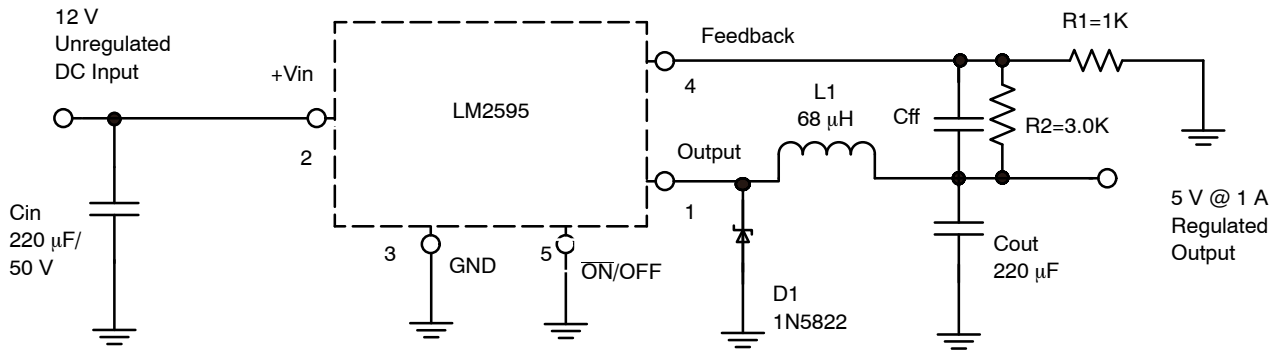 12 V
Unregulated
DC Input
+Vin
2
LM2595
Feedback
4
R1=1K
L1
68 μH
Cff
R2=3.0K
Output
1
5 V @ 1 A
Regulated
Output
Cin
220 μF/
50 V
3
GND
5
ON/OFF
D1
1N5822
Cout
220 μF